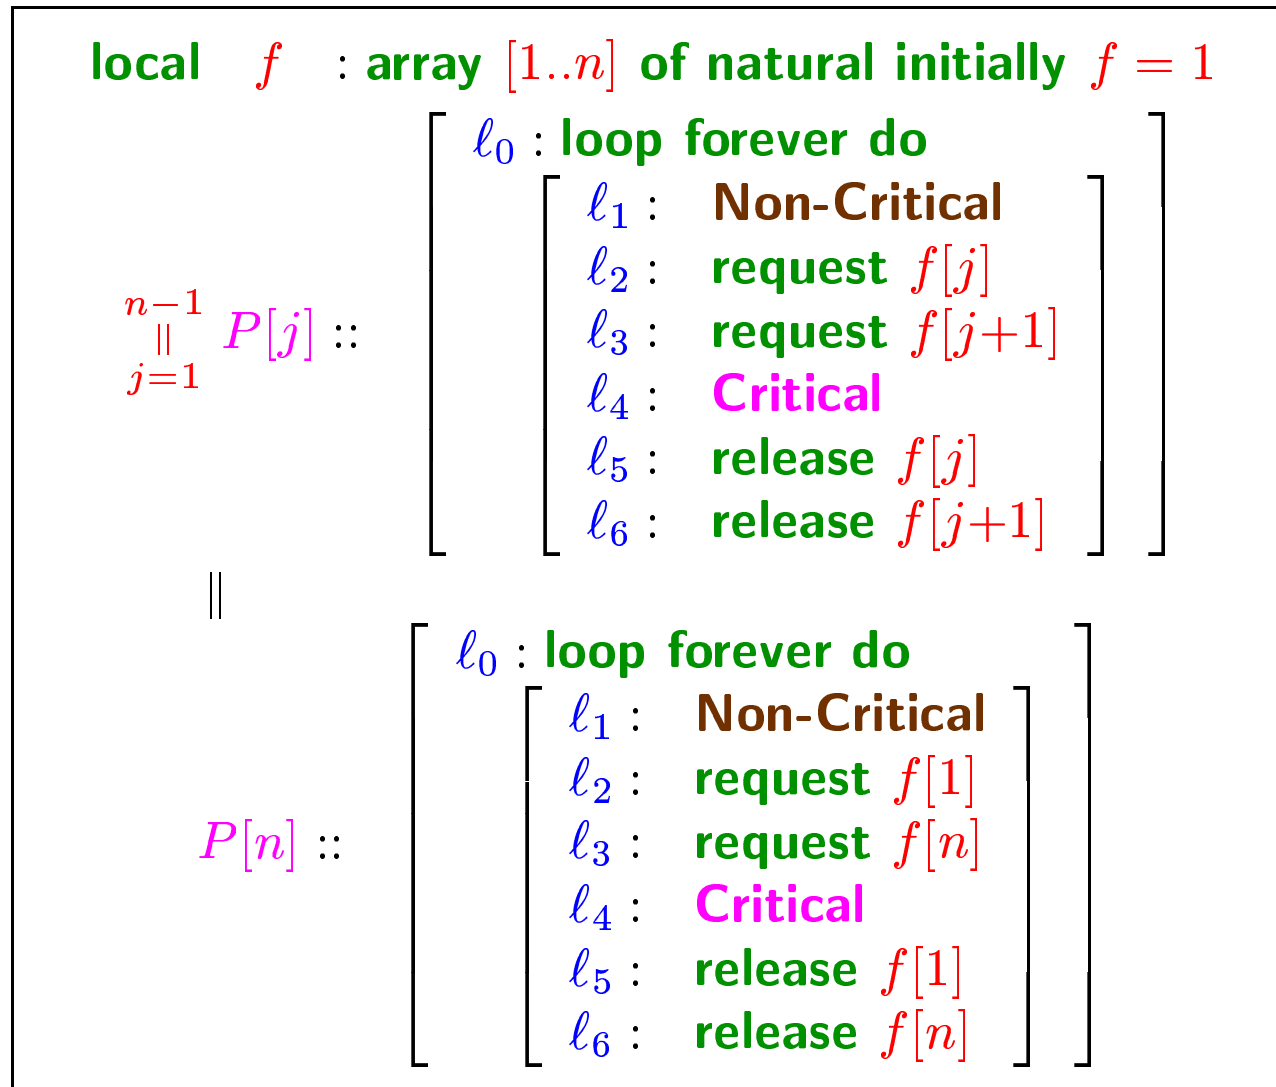 local f : array [1..n] of natural initially f = 1
ℓ0 : loop forever do
ℓ1 : Non-Critical
ℓ2 : request f[j]
n−1
|| P[j] :: ℓ3 : request f[j+1]
j=1
ℓ4 : Critical
ℓ5 : release f[j]
ℓ6 : release f[j+1]
||
ℓ0 : loop forever do
ℓ1 : Non-Critical
ℓ2 : request f[1]
P[n] :: ℓ3 : request f[n]
ℓ4 : Critical
ℓ5 : release f[1]
ℓ6 : release f[n]